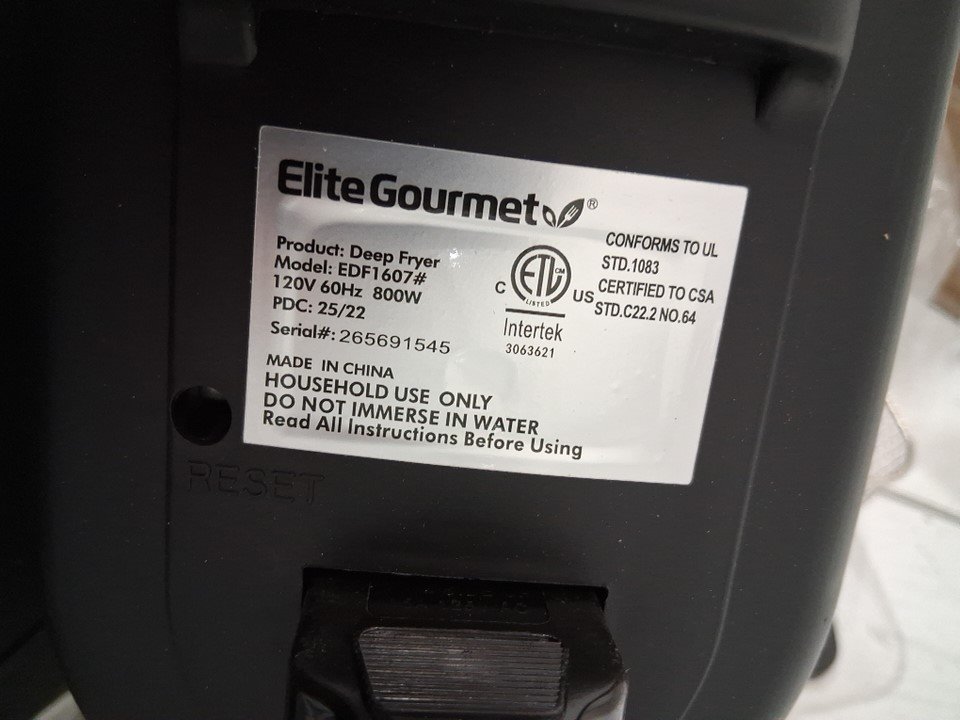 Elite Gourmet®
Product: Deep Fryer
Model: EDF1607#
120V 60Hz 800W
PDC: 25/22
Serial#: 265691545
MADE IN CHINA
HOUSEHOLD USE ONLY
DO NOT IMMERSE IN WATER
Read All Instructions Before Using
C ETL CM US
LISTED
Intertek
3063621
CONFORMS TO UL
STD.1083
CERTIFIED TO CSA
STD.C22.2 NO.64
RESET